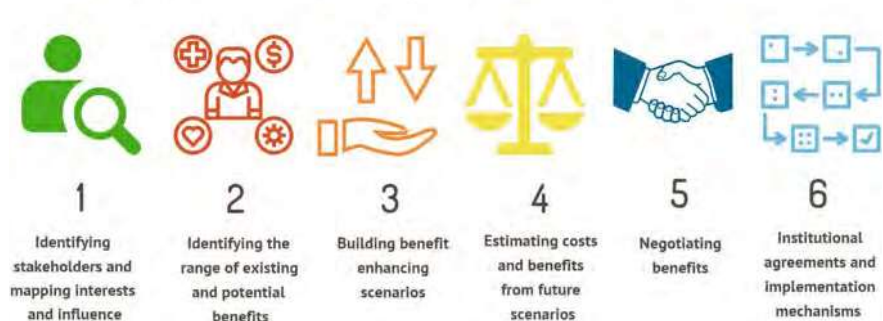 1
Identifying
stakeholders and
mapping interests
and influence
2
Identifying the
range of existing
and potential
benefits
3
Building benefit
enhancing
scenarios
4
Estimating costs
and benefits
from future
scenarios
5
Negotiating
benefits
6
Institutional
agreements and
implementation
mechanisms